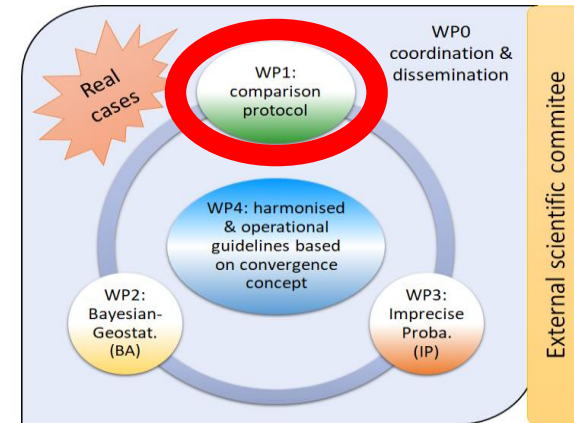 WP0
coordination &
dissemination
Real
cases
WP1:
comparison
protocol
WP4: harmonised
& operational
guidelines based
on convergence
concept
WP2:
Bayesian-
Geostat.
(BA)
WP3:
Imprecise
Proba.
(IP)
External scientific commitee